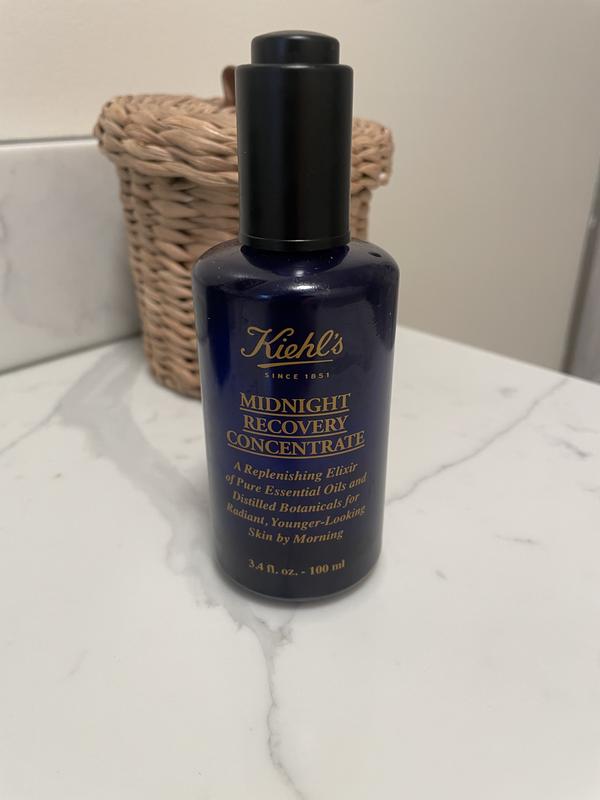 Kiehl's
SINCE 1851
MIDNIGHT
RECOVERY
CONCENTRATE
A Replenishing Elixir
of Pure Essential Oils and
Distilled Botanicals for
Radiant, Younger-Looking
Skin by Morning
3.4 fl. oz. - 100 ml